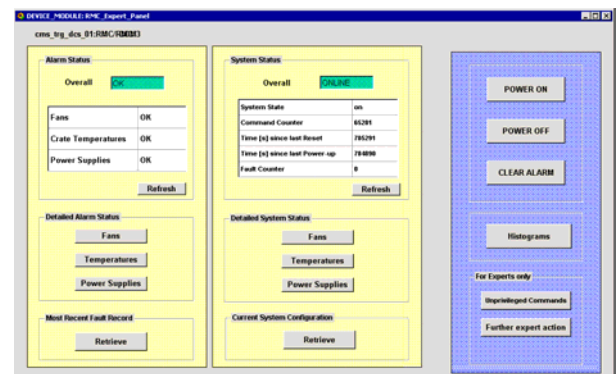 DEVICE_MODULE: RMC_Expert_Panel
Alarm Status
Overall OK
Fans OK
Crate Temperatures OK
Power Supplies OK
Refresh
Detailed Alarm Status
Fans
Temperatures
Power Supplies
Most Recent Fault Record
Retrieve
System Status
Overall ONLINE
System State on
Command Counter 65201
Time [s] since last Reset 705291
Time [s] since last Power-up 704090
Fault Counter 0
Refresh
Detailed System Status
Fans
Temperatures
Power Supplies
Current System Configuration
Retrieve
POWER ON
POWER OFF
CLEAR ALARM
Histograms
For Experts only
Unprivileged Commands
Further expert action